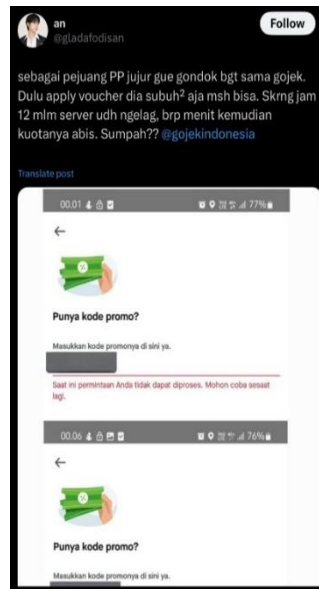 an
Follow
@gladafodisan
sebagai pejuang PP jujur gue gondok bgt sama gojek.
Dulu apply voucher dia subuh² aja msh bisa. Skrng jam
12 mlm server udh ngelag, brp menit kemudian
kuotanya abis. Sumpah?? @gojekindonesia
Translate post
00.01 77%
Punya kode promo?
Masukkan kode promonya di sini ya.
Saat ini permintaan Anda tidak dapat diproses. Mohon coba sesaat
lagi.
00.06 76%
Punya kode promo?
Masukkan kode promonya di sini ya.